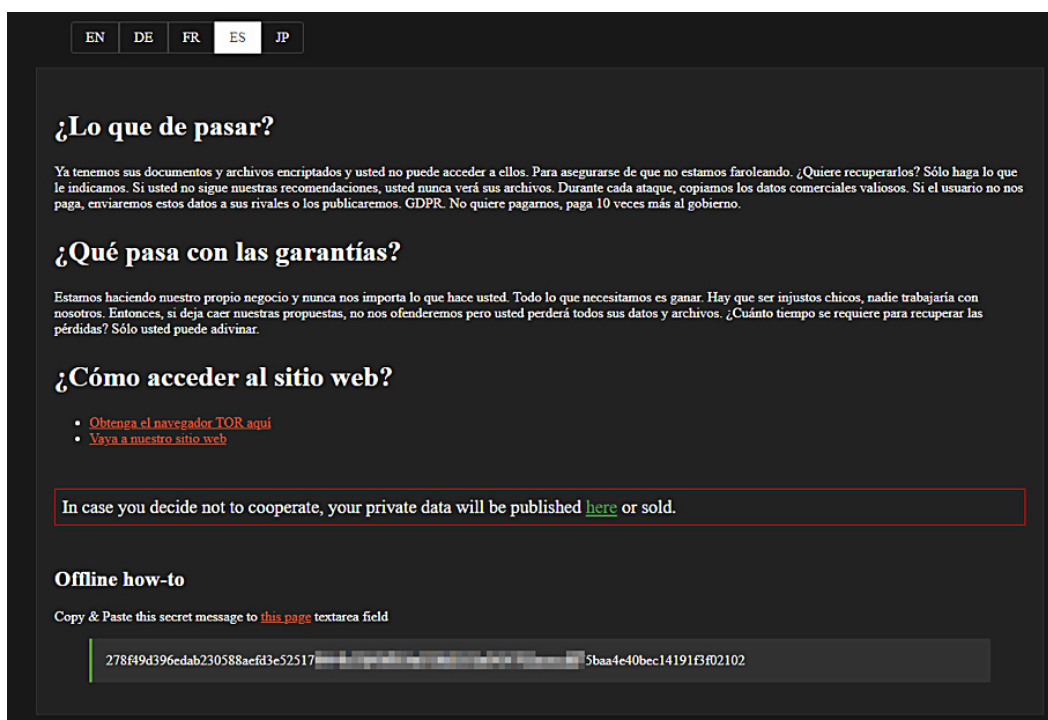 EN DE FR ES JP
¿Lo que de pasar?
Ya tenemos sus documentos y archivos encriptados y usted no puede acceder a ellos. Para asegurarse de que no estamos faroleando. ¿Quiere recuperarlos? Sólo haga lo que
le indicamos. Si usted no sigue nuestras recomendaciones, usted nunca verá sus archivos. Durante cada ataque, copiamos los datos comerciales valiosos. Si el usuario no nos
paga, enviaremos estos datos a sus rivales o los publicaremos. GDPR. No quiere pagarnos, paga 10 veces más al gobierno.
¿Qué pasa con las garantías?
Estamos haciendo nuestro propio negocio y nunca nos importa lo que hace usted. Todo lo que necesitamos es ganar. Hay que ser injustos chicos, nadie trabajaría con
nosotros. Entonces, si deja caer nuestras propuestas, no nos ofenderemos pero usted perderá todos sus datos y archivos. ¿Cuánto tiempo se requiere para recuperar las
pérdidas? Sólo usted puede adivinar.
¿Cómo acceder al sitio web?
Obtenga el navegador TOR aquí
Vaya a nuestro sitio web
In case you decide not to cooperate, your private data will be published here or sold.
Offline how-to
Copy & Paste this secret message to this page textarea field
278f49d396edab230588aefd3e52517 5baa4e40bec14191f3f02102